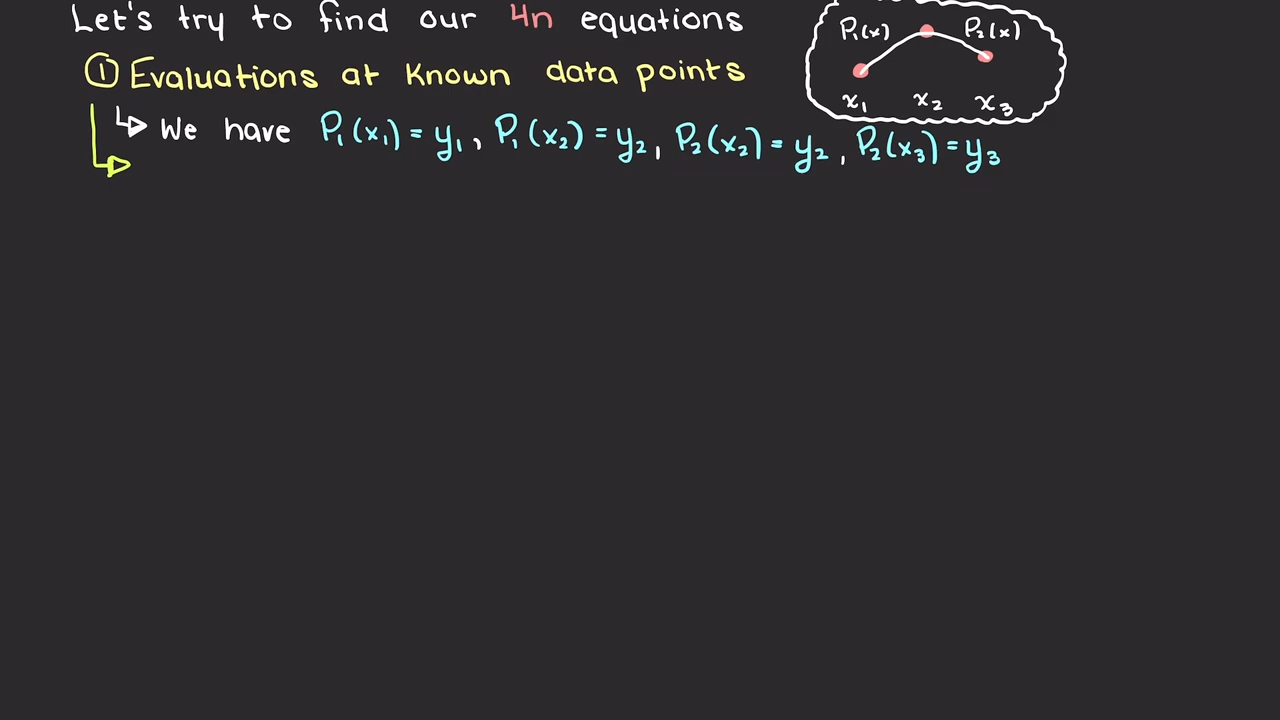 Let's try to find our 4n equations
P₁(x) P₂(x)
x₁ x₂ x₃
① Evaluations at known data points
We have P₁(x₁) = y₁, P₁(x₂) = y₂, P₂(x₂) = y₂, P₂(x₃) = y₃